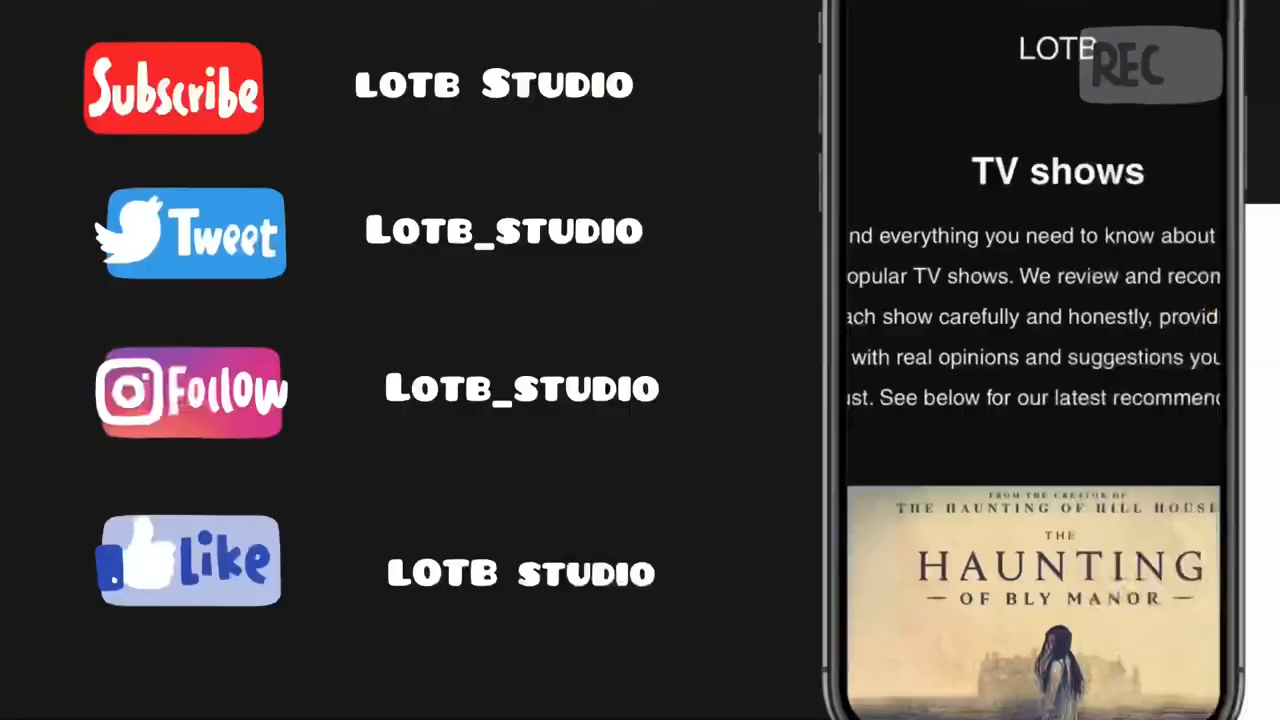 Subscribe
LOTB STUDIO
Tweet
LOTB_STUDIO
Follow
LOTB_STUDIO
Like
LOTB STUDIO
LOTB
REC
TV shows
nd everything you need to know about
opular TV shows. We review and recom
ach show carefully and honestly, provid
with real opinions and suggestions you
ust. See below for our latest recommend
FROM THE CREATOR OF
THE HAUNTING OF HILL HOUSE
THE
HAUNTING
OF BLY MANOR